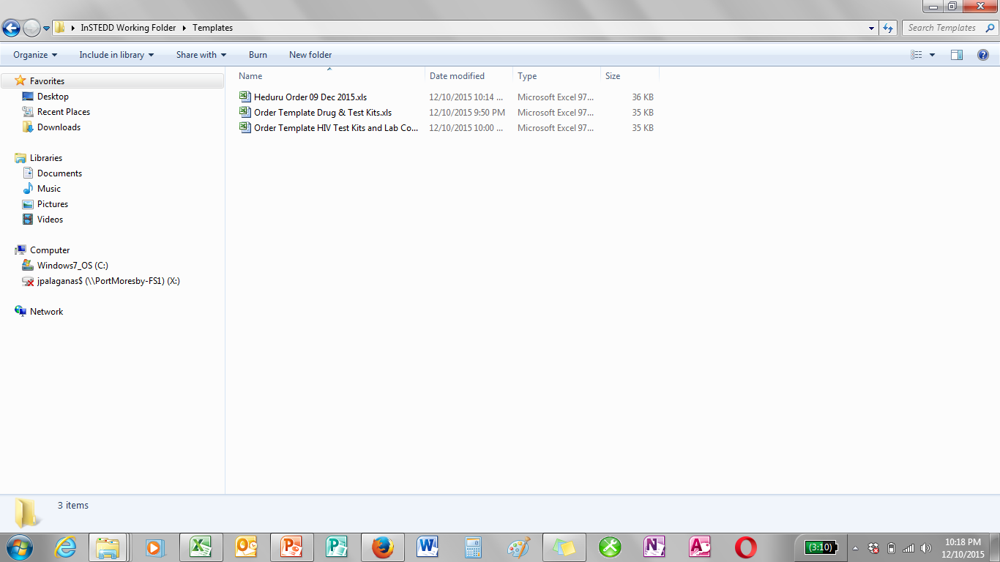 InSTEDD Working Folder Templates
Search Templates
Organize Include in library Share with Burn New folder
Name Date modified Type Size
Favorites
Desktop
Recent Places
Downloads
Libraries
Documents
Music
Pictures
Videos
Computer
Windows7_OS (C:)
jpalaganas$ (\\PortMoresby-FS1) (X:)
Network
Heduru Order 09 Dec 2015.xls 12/10/2015 10:14 ... Microsoft Excel 97... 36 KB
Order Template Drug & Test Kits.xls 12/10/2015 9:50 PM Microsoft Excel 97... 35 KB
Order Template HIV Test Kits and Lab Co... 12/10/2015 10:00 ... Microsoft Excel 97... 35 KB
3 items
(3:10)
10:18 PM
12/10/2015